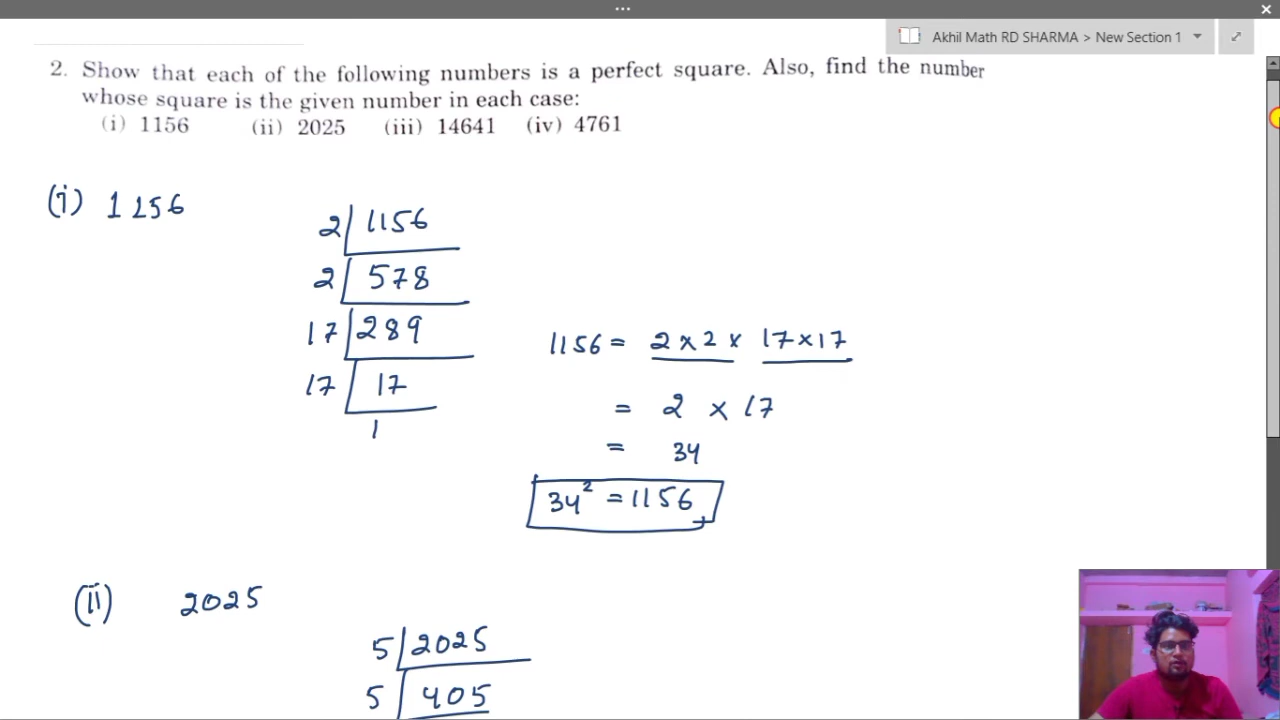 Akhil Math RD SHARMA > New Section 1
2. Show that each of the following numbers is a perfect square. Also, find the number
whose square is the given number in each case:
(i) 1156 (ii) 2025 (iii) 14641 (iv) 4761
(i) 1156
2 | 1156
2 | 578
17 | 289
17 | 17
1
1156 = 2 × 2 × 17 × 17
= 2 × 17
= 34
34² = 1156
(ii) 2025
5 | 2025
5 | 405